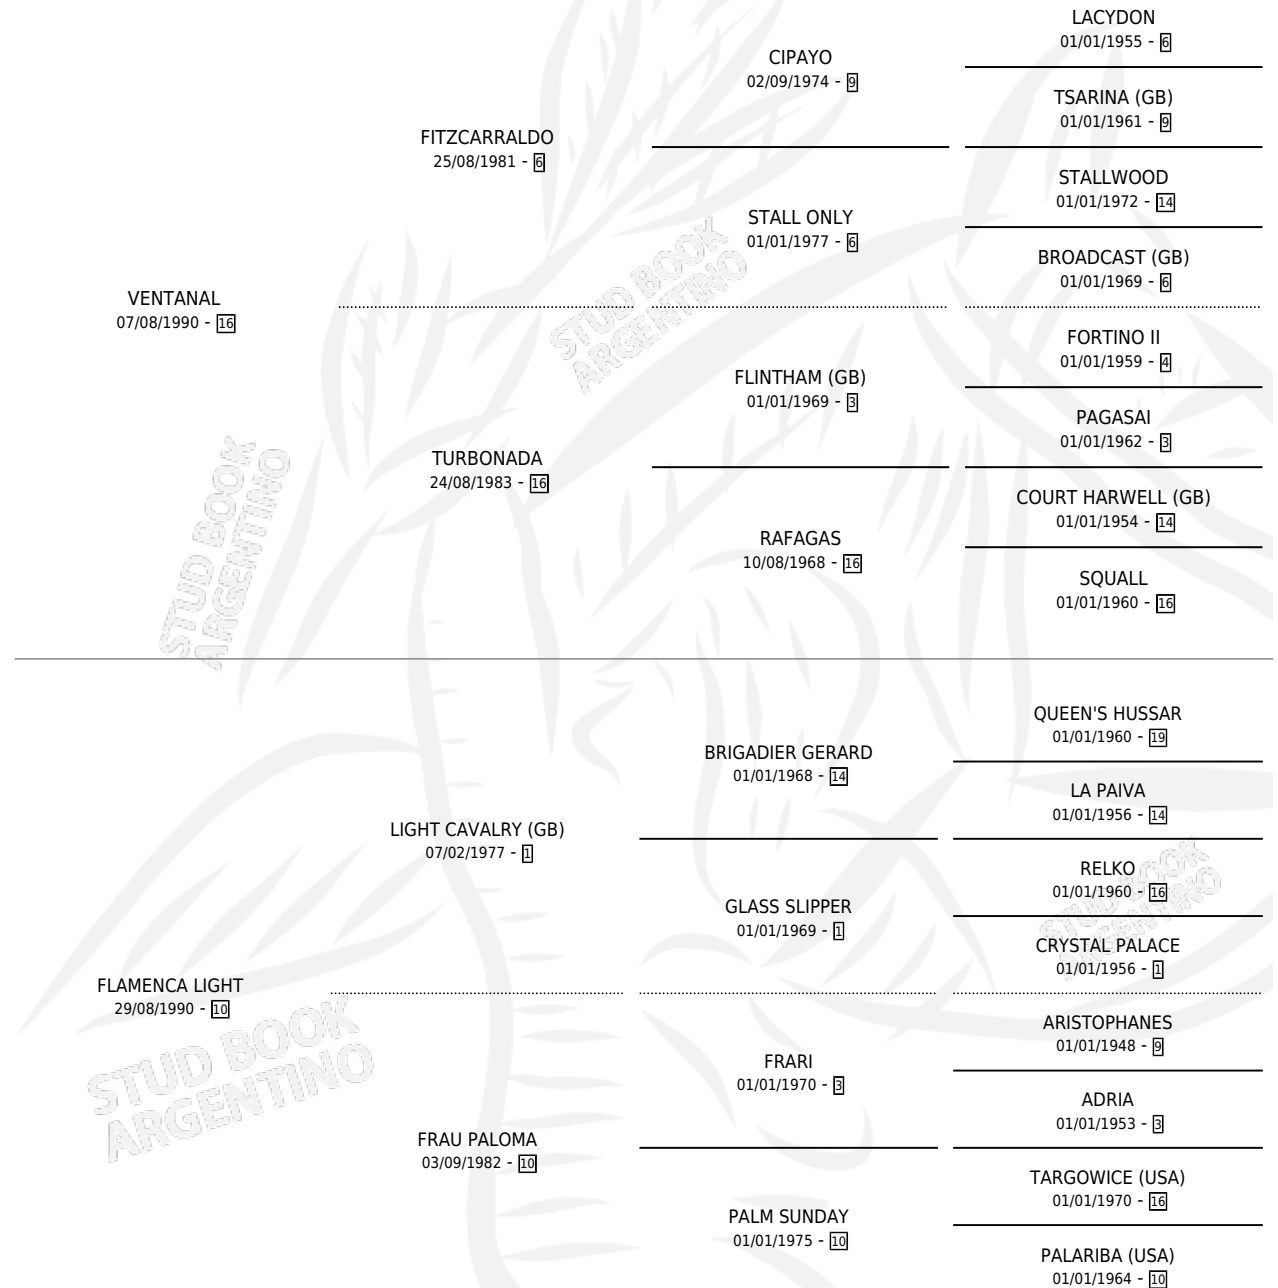 LACYDON
01/01/1955 - 6
CIPAYO
02/09/1974 - 9
TSARINA (GB)
01/01/1961 - 9
FITZCARRALDO
25/08/1981 - 6
STALLWOOD
01/01/1972 - 14
STALL ONLY
01/01/1977 - 6
BROADCAST (GB)
01/01/1969 - 6
VENTANAL
07/08/1990 - 16
STUD BOOK
ARGENTINO
FORTINO II
01/01/1959 - 4
FLINTHAM (GB)
01/01/1969 - 3
PAGASAI
01/01/1962 - 3
TURBONADA
24/08/1983 - 16
COURT HARWELL (GB)
01/01/1954 - 14
RAFAGAS
10/08/1968 - 16
SQUALL
01/01/1960 - 16
STUD BOOK
ARGENTINO
QUEEN'S HUSSAR
01/01/1960 - 19
BRIGADIER GERARD
01/01/1968 - 14
LA PAIVA
01/01/1956 - 14
LIGHT CAVALRY (GB)
07/02/1977 - 1
RELKO
01/01/1960 - 16
GLASS SLIPPER
01/01/1969 - 1
STUD BOOK
ARGENTINO
CRYSTAL PALACE
01/01/1956 - 1
FLAMENCA LIGHT
29/08/1990 - 10
ARISTOPHANES
01/01/1948 - 9
STUD BOOK
ARGENTINO
FRARI
01/01/1970 - 3
ADRIA
01/01/1953 - 3
FRAU PALOMA
03/09/1982 - 10
TARGOWICE (USA)
01/01/1970 - 16
PALM SUNDAY
01/01/1975 - 10
PALARIBA (USA)
01/01/1964 - 10